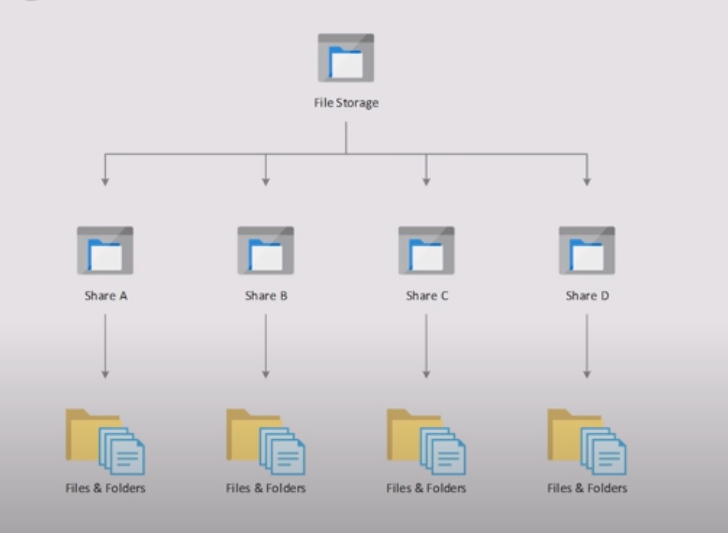 File Storage
Share A
Share B
Share C
Share D
Files & Folders
Files & Folders
Files & Folders
Files & Folders